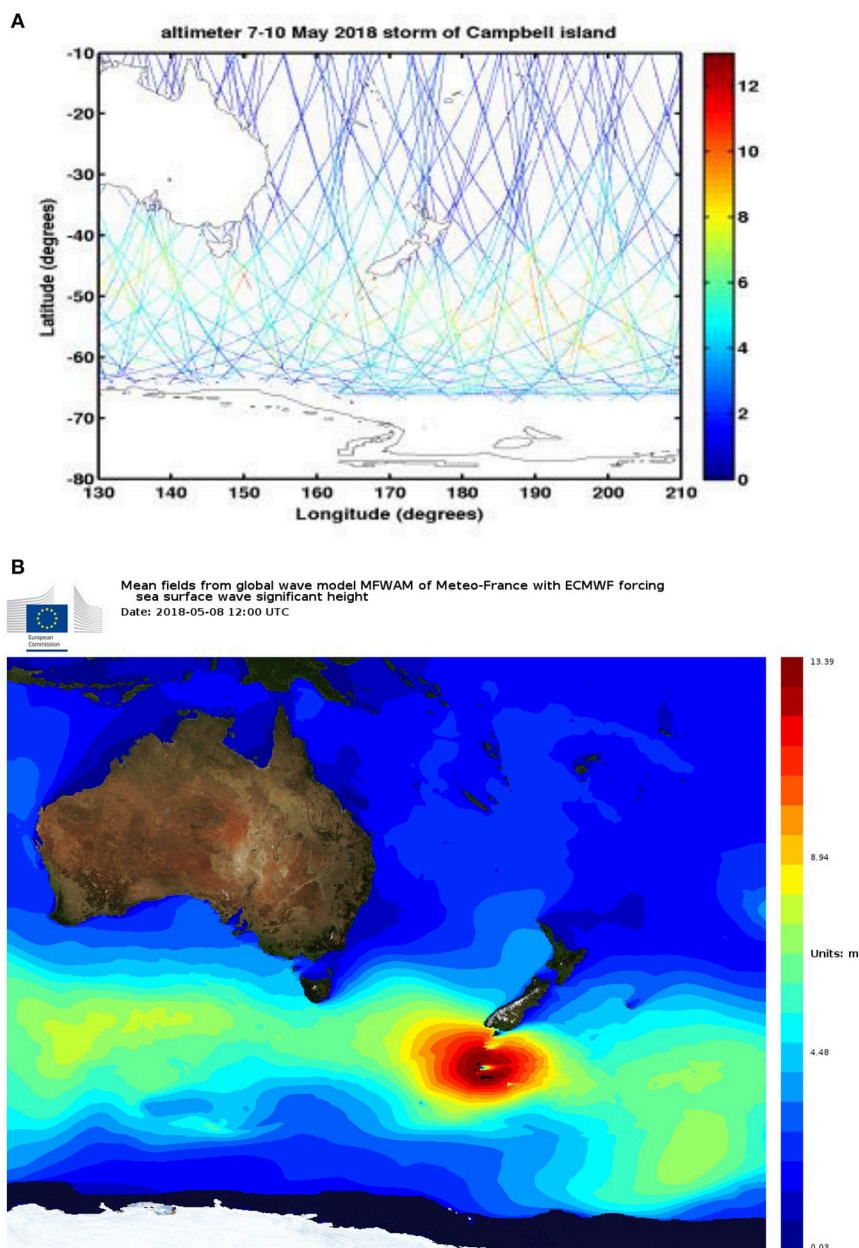 A
altimeter 7-10 May 2018 storm of Campbell island
-10
-20
-30
-40
-50
-60
-70
-80
Latitude (degrees)
130 140 150 160 170 180 190 200 210
Longitude (degrees)
12
10
8
6
4
2
0
B
European
Commission
Mean fields from global wave model MFWAM of Meteo-France with ECMWF forcing
sea surface wave significant height
Date: 2018-05-08 12:00 UTC
13.39
8.94
Units: m
4.48
0.03